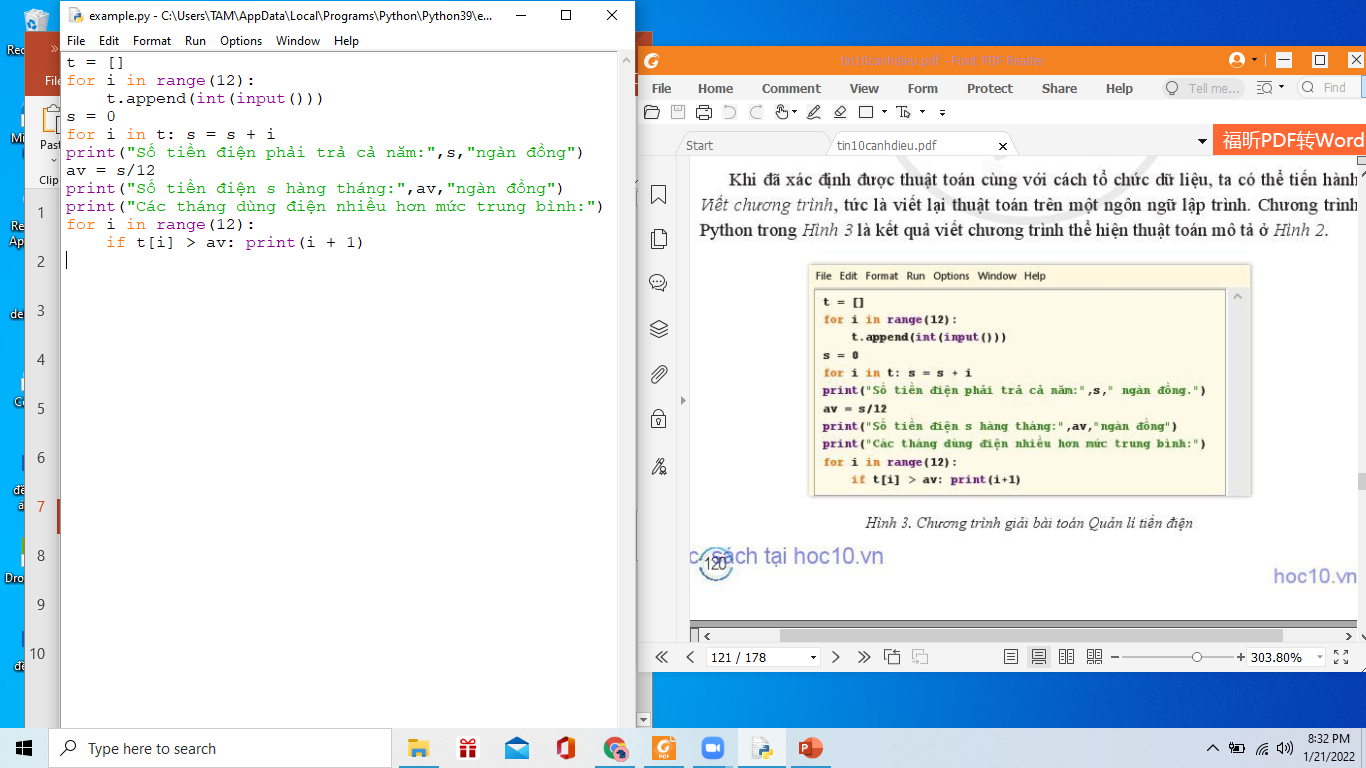 example.py - C:\Users\TAM\AppData\Local\Programs\Python\Python39\e...
File Edit Format Run Options Window Help
t = []
for i in range(12):
    t.append(int(input()))
s = 0
for i in t: s = s + i
print("Số tiền điện phải trả cả năm:",s,"ngàn đồng")
av = s/12
print("Số tiền điện s hàng tháng:",av,"ngàn đồng")
print("Các tháng dùng điện nhiều hơn mức trung bình:")
for i in range(12):
    if t[i] > av: print(i + 1)
File
Past
Clip
1
2
3
4
5
6
7
8
9
10
tin10canhdieu.pdf - Foxit PDF Reader
File Home Comment View Form Protect Share Help Tell me... Find
Start
tin10canhdieu.pdf
福昕PDF转Word
Khi đã xác định được thuật toán cùng với cách tổ chức dữ liệu, ta có thể tiến hành
Viết chương trình, tức là viết lại thuật toán trên một ngôn ngữ lập trình. Chương trình
Python trong Hình 3 là kết quả viết chương trình thể hiện thuật toán mô tả ở Hình 2.
File Edit Format Run Options Window Help
t = []
for i in range(12):
    t.append(int(input()))
s = 0
for i in t: s = s + i
print("Số tiền điện phải trả cả năm:",s," ngàn đồng.")
av = s/12
print("Số tiền điện s hàng tháng:",av,"ngàn đồng")
print("Các tháng dùng điện nhiều hơn mức trung bình:")
for i in range(12):
    if t[i] > av: print(i+1)
Hình 3. Chương trình giải bài toán Quản lí tiền điện
c sách tại hoc10.vn
120
hoc10.vn
121 / 178
303.80%
Type here to search
8:32 PM
1/21/2022